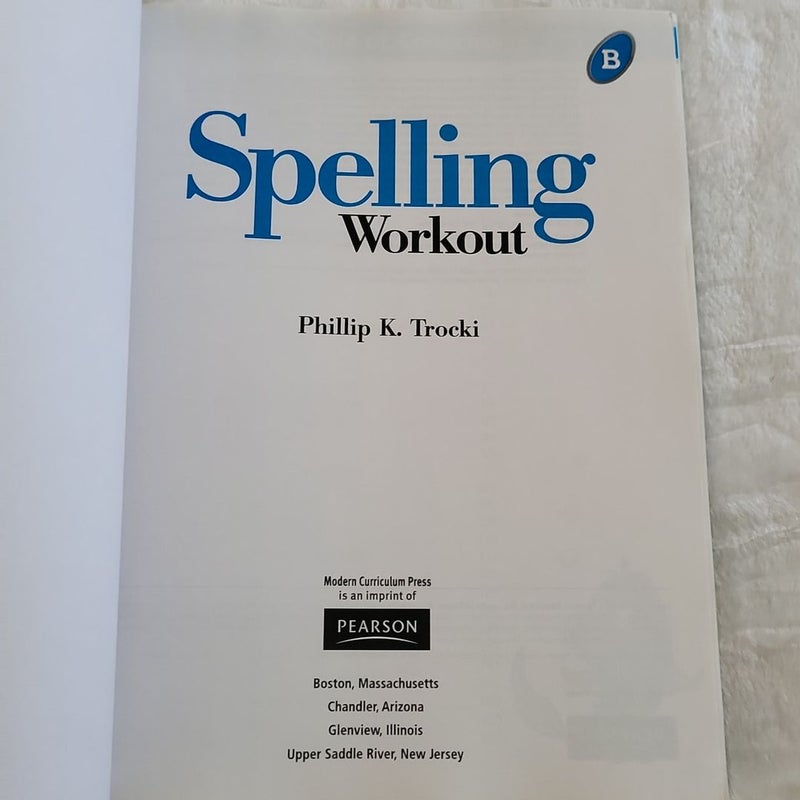 B
Spelling
Workout
Phillip K. Trocki
Modern Curriculum Press
is an imprint of
PEARSON
Boston, Massachusetts
Chandler, Arizona
Glenview, Illinois
Upper Saddle River, New Jersey